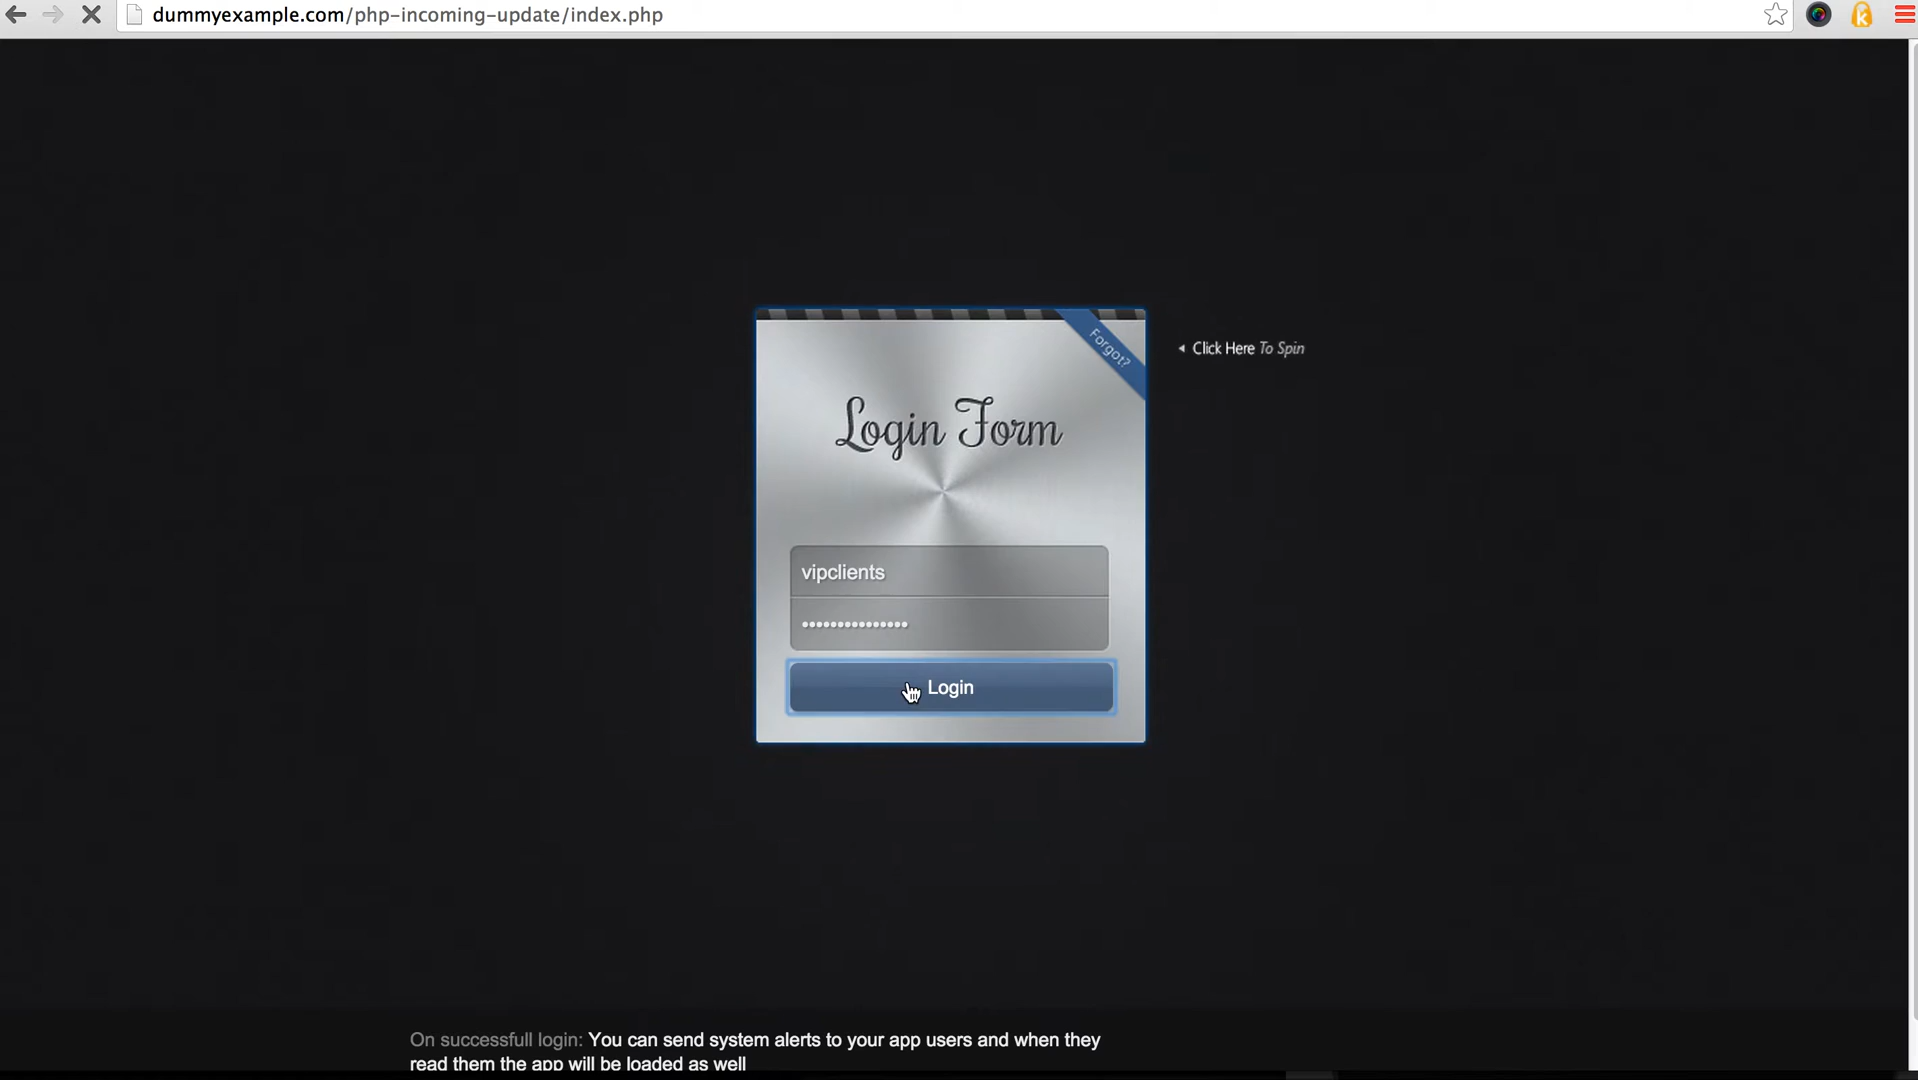 dummyexample.com/php-incoming-update/index.php
Forgot?
Click Here To Spin
Login Form
vipclients
•••••••••••••••
Login
On successfull login: You can send system alerts to your app users and when they
read them the app will be loaded as well